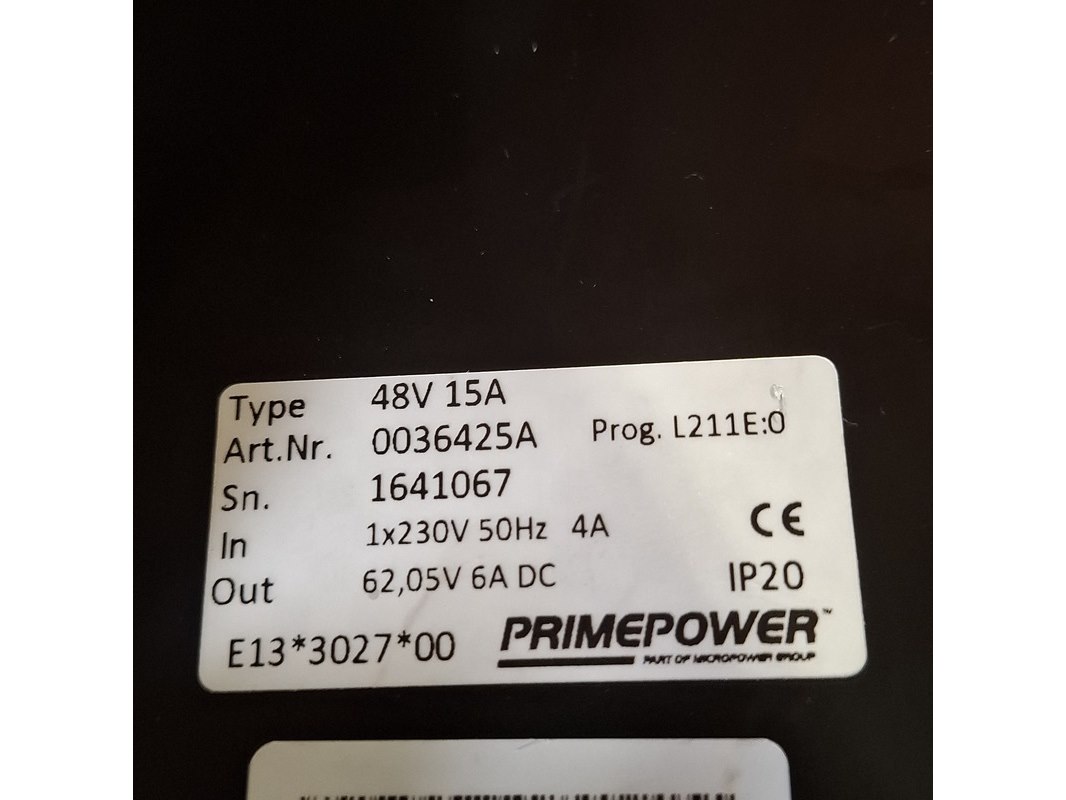 Type 48V 15A
Art.Nr. 0036425A Prog. L211E:0
Sn. 1641067
In 1x230V 50Hz 4A CE
Out 62,05V 6A DC IP20
E13*3027*00 PRIMEPOWER™
PART OF MICROPOWER GROUP